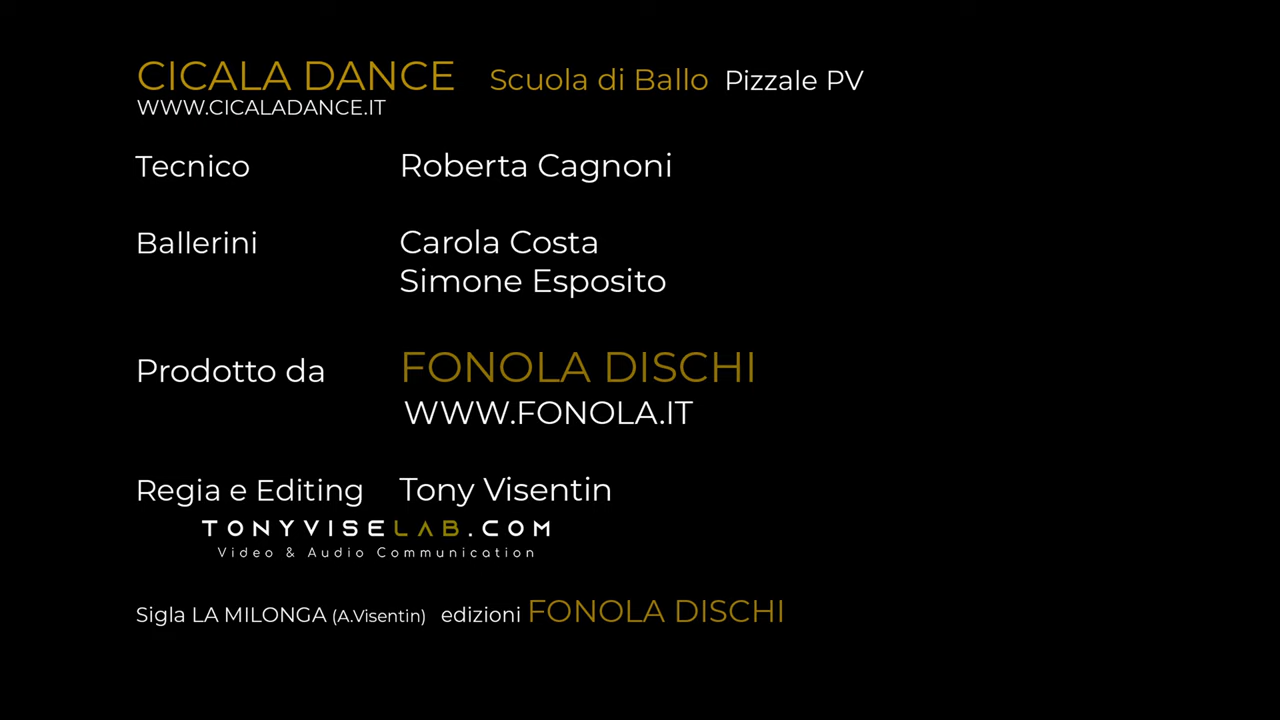 CICALA DANCE Scuola di Ballo Pizzale PV
WWW.CICALADANCE.IT
Tecnico Roberta Cagnoni
Ballerini Carola Costa
Simone Esposito
Prodotto da FONOLA DISCHI
WWW.FONOLA.IT
Regia e Editing Tony Visentin
TONYVISELAB.COM
Video & Audio Communication
Sigla LA MILONGA (A.Visentin) edizioni FONOLA DISCHI